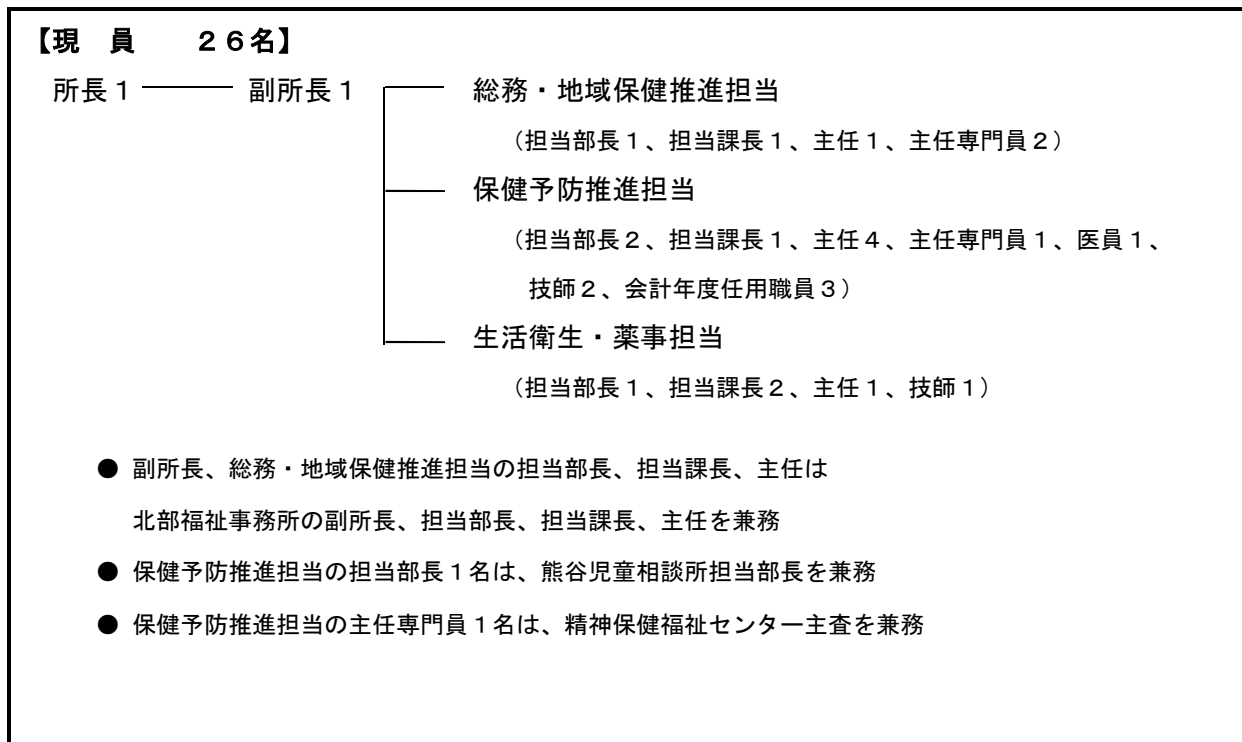 【現　員　　２６名】
所長１　副所長１　総務・地域保健推進担当
（担当部長１、担当課長１、主任１、主任専門員２）
保健予防推進担当
（担当部長２、担当課長１、主任４、主任専門員１、医員１、
技師２、会計年度任用職員３）
生活衛生・薬事担当
（担当部長１、担当課長２、主任１、技師１）
● 副所長、総務・地域保健推進担当の担当部長、担当課長、主任は
北部福祉事務所の副所長、担当部長、担当課長、主任を兼務
● 保健予防推進担当の担当部長１名は、熊谷児童相談所担当部長を兼務
● 保健予防推進担当の主任専門員１名は、精神保健福祉センター主査を兼務